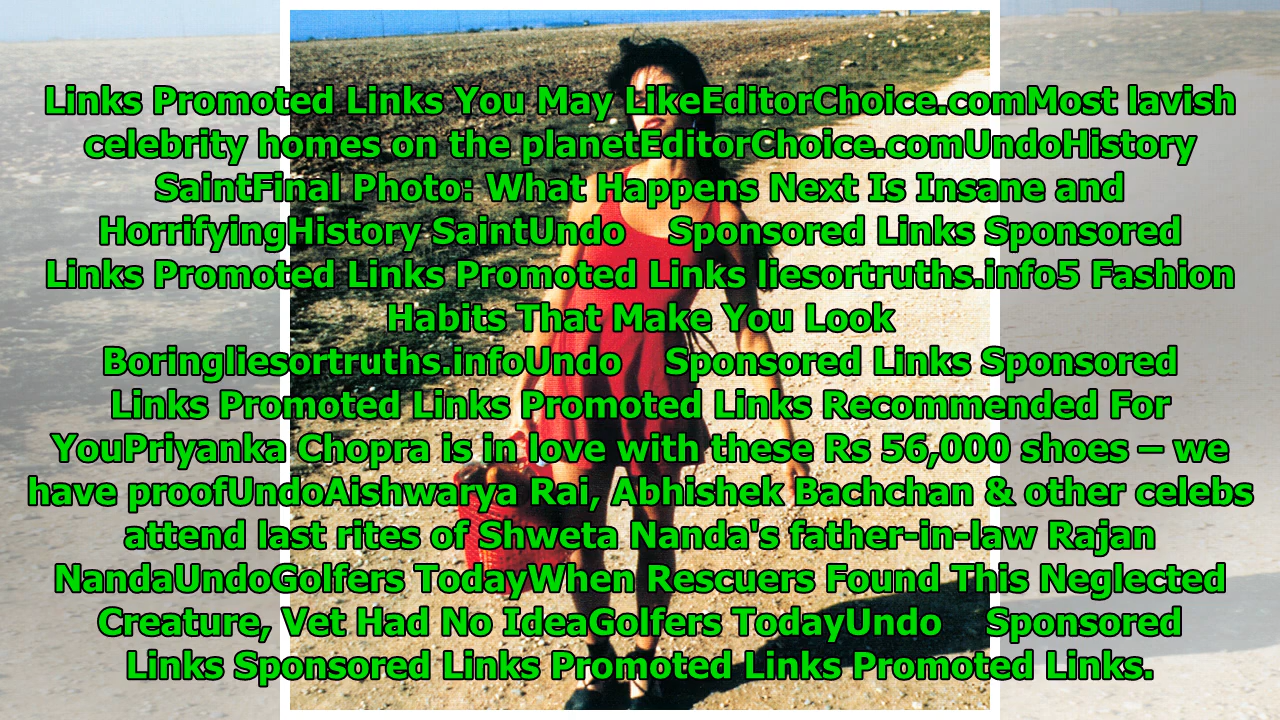 Links Promoted Links You May LikeEditorChoice.comMost lavish
celebrity homes on the planetEditorChoice.comUndoHistory
SaintFinal Photo: What Happens Next Is Insane and
HorrifyingHistory SaintUndo    Sponsored Links Sponsored
Links Promoted Links Promoted Links liesortruths.info5 Fashion
Habits That Make You Look
Boringliesortruths.infoUndo    Sponsored Links Sponsored
Links Promoted Links Promoted Links Recommended For
YouPriyanka Chopra is in love with these Rs 56,000 shoes – we
have proofUndoAishwarya Rai, Abhishek Bachchan & other celebs
attend last rites of Shweta Nanda's father-in-law Rajan
NandaUndoGolfers TodayWhen Rescuers Found This Neglected
Creature, Vet Had No IdeaGolfers TodayUndo    Sponsored
Links Sponsored Links Promoted Links Promoted Links.